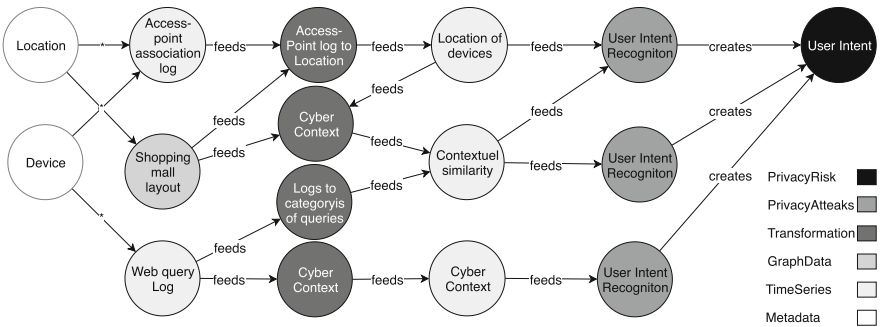 Location
*
Access-
point
association
log
feeds
Access-
Point log to
Location
feeds
Location of
devices
feeds
User Intent
Recogniton
creates
User Intent
*
feeds
feeds
Cyber
Context
feeds
feeds
creates
Device
Shopping
mall
layout
feeds
feeds
Contextuel
similarity
feeds
User Intent
Recogniton
creates
PrivacyRisk
Logs to
categoryis
of queries
feeds
PrivacyAtteaks
*
feeds
Transformation
Web query
Log
feeds
Cyber
Context
feeds
Cyber
Context
feeds
User Intent
Recogniton
GraphData
TimeSeries
Metadata